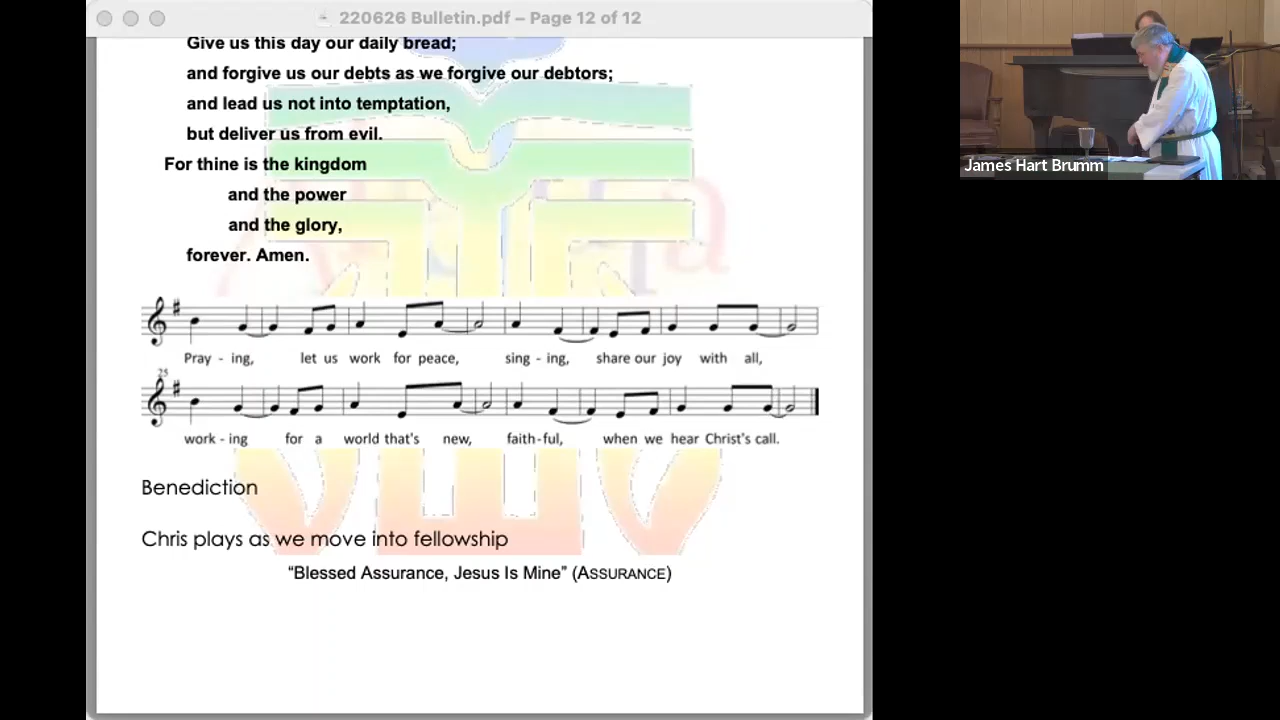 220626 Bulletin.pdf – Page 12 of 12
Give us this day our daily bread;
and forgive us our debts as we forgive our debtors;
and lead us not into temptation,
but deliver us from evil.
For thine is the kingdom
and the power
and the glory,
forever. Amen.
Pray - ing, let us work for peace, sing - ing, share our joy with all,
25
work - ing for a world that's new, faith-ful, when we hear Christ's call.
Benediction
Chris plays as we move into fellowship
“Blessed Assurance, Jesus Is Mine” (ASSURANCE)
James Hart Brumm